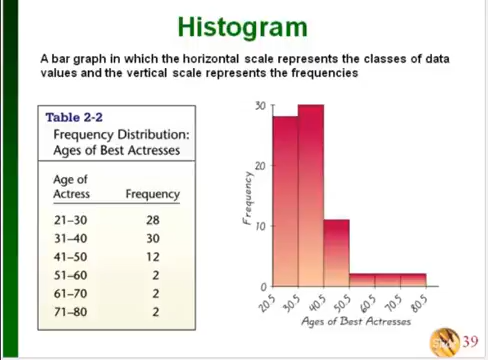 Histogram
A bar graph in which the horizontal scale represents the classes of data
values and the vertical scale represents the frequencies
Table 2-2
Frequency Distribution:
Ages of Best Actresses
Age of
Actress Frequency
21–30 28
31–40 30
41–50 12
51–60 2
61–70 2
71–80 2
30
20
10
0
Frequency
20.5 30.5 40.5 50.5 60.5 70.5 80.5
Ages of Best Actresses
Slide 39